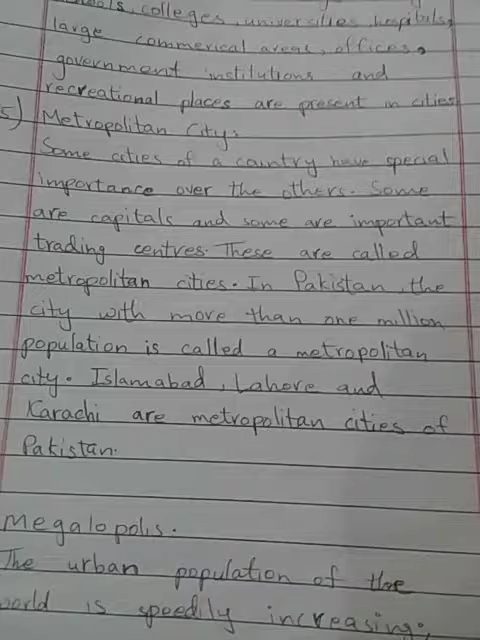 colleges, universities, hospitals,
large commerical areas, offices,
government institutions and
recreational places are present in cities
5) Metropolitan City:
Some cities of a country have special
importance over the others. Some
are capitals and some are important
trading centres. These are called
metropolitan cities. In Pakistan, the
city with more than one million
population is called a metropolitan
city. Islamabad, Lahore and
Karachi are metropolitan cities of
Pakistan.
Megalopolis.
The urban population of the
world is speedily increasing.